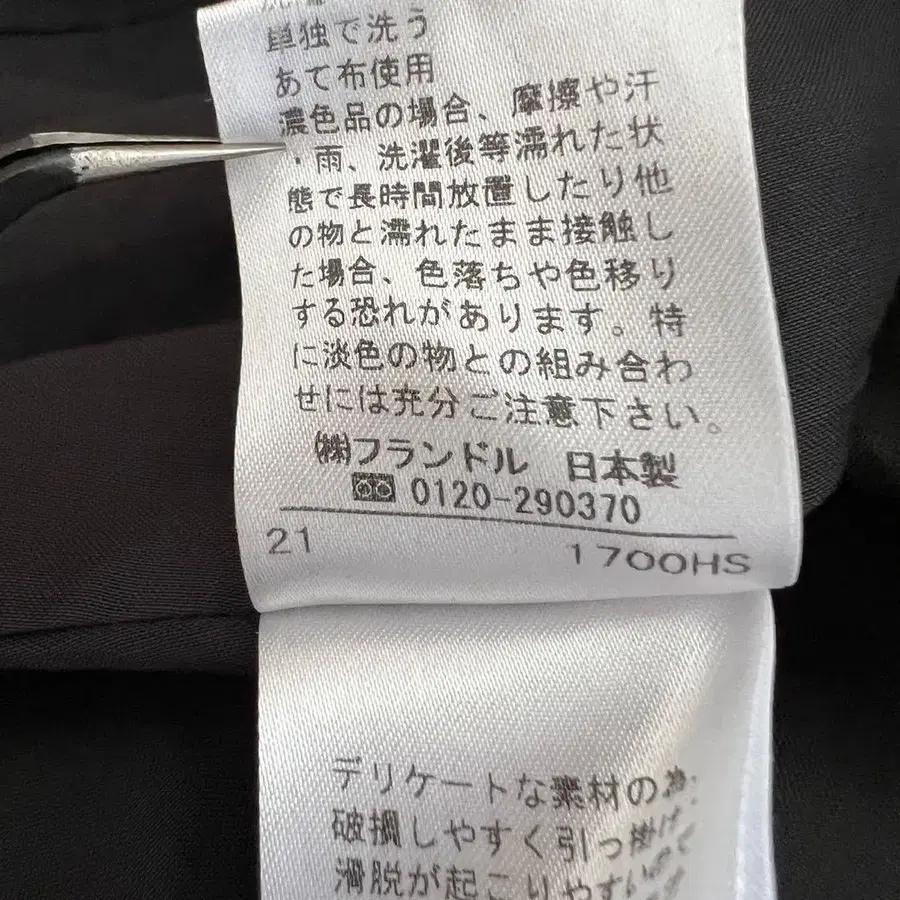 単独で洗う
あて布使用
濃色品の場合、摩擦や汗
・雨、洗濯後等濡れた状
態で長時間放置したり他
の物と濡れたまま接触し
た場合、色落ちや色移り
する恐れがあります。特
に淡色の物との組み合わ
せには充分ご注意下さい。
㈱フランドル 日本製
0120-290370
21 1700HS
デリケートな素材の為
破損しやすく引っ掛け、
滑脱が起こりやすいので